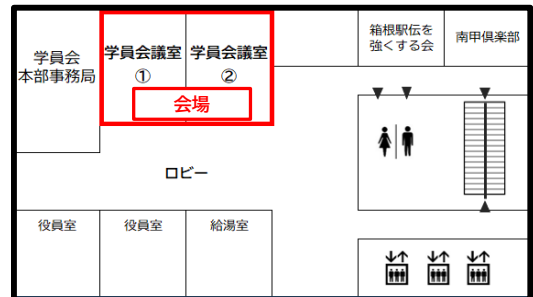 学員会
本部事務局
学員会議室
①
学員会議室
②
会場
箱根駅伝を
強くする会
南甲倶楽部
ロビー
役員室
役員室
給湯室